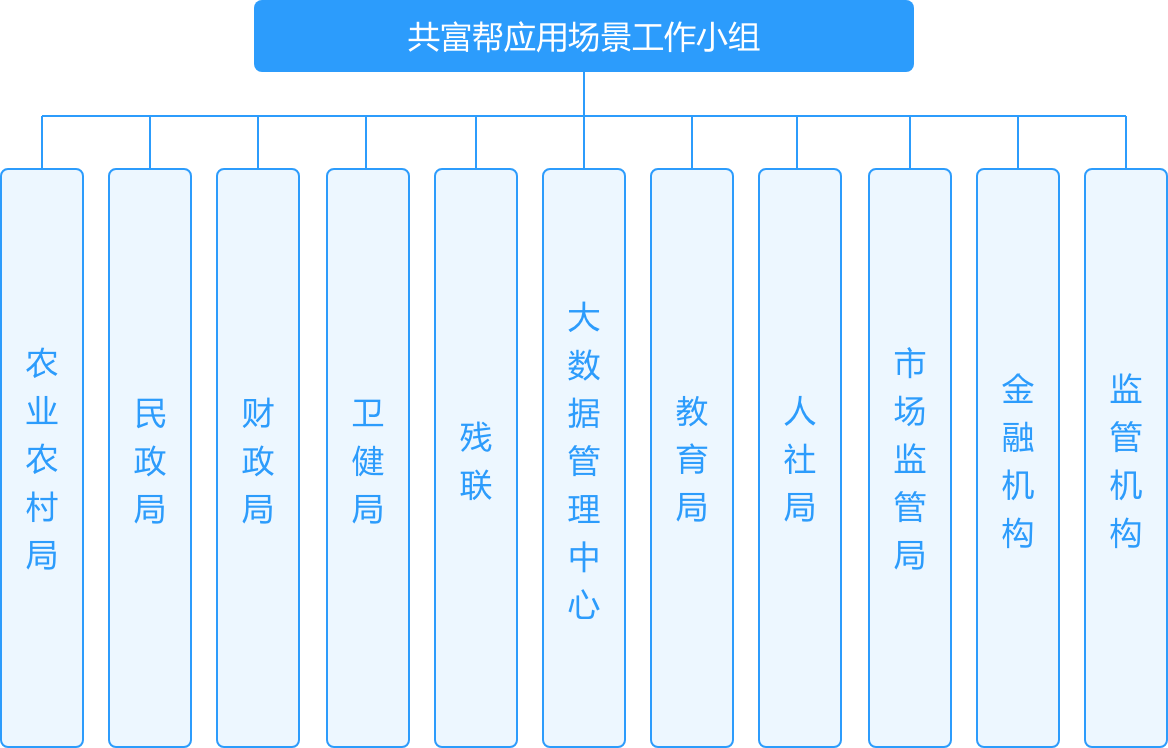 共富帮应用场景工作小组
农业农村局
民政局
财政局
卫健局
残联
大数据管理中心
教育局
人社局
市场监管局
金融机构
监管机构